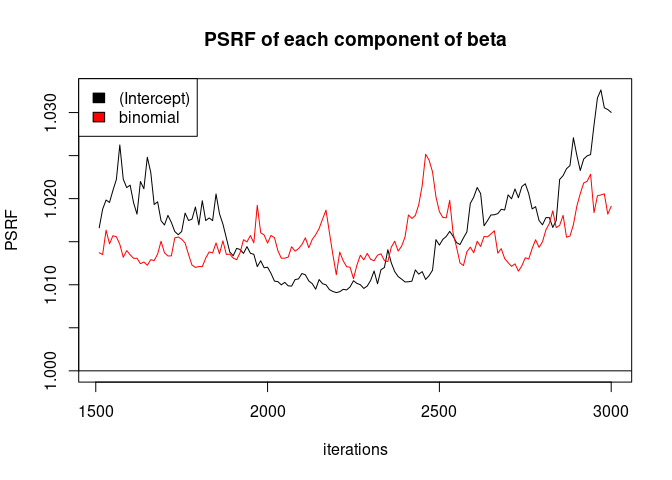 PSRF of each component of beta
(Intercept)
binomial
PSRF
1.030
1.020
1.010
1.000
1500 2000 2500 3000
iterations